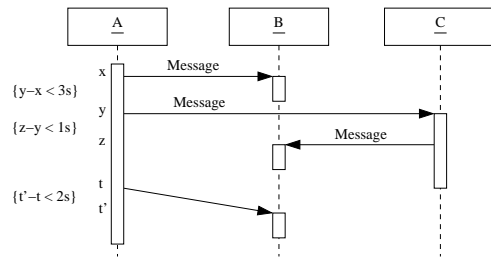 A B C
x Message
{y–x < 3s}
y Message
{z–y < 1s}
z Message
t
{t'–t < 2s}
t'